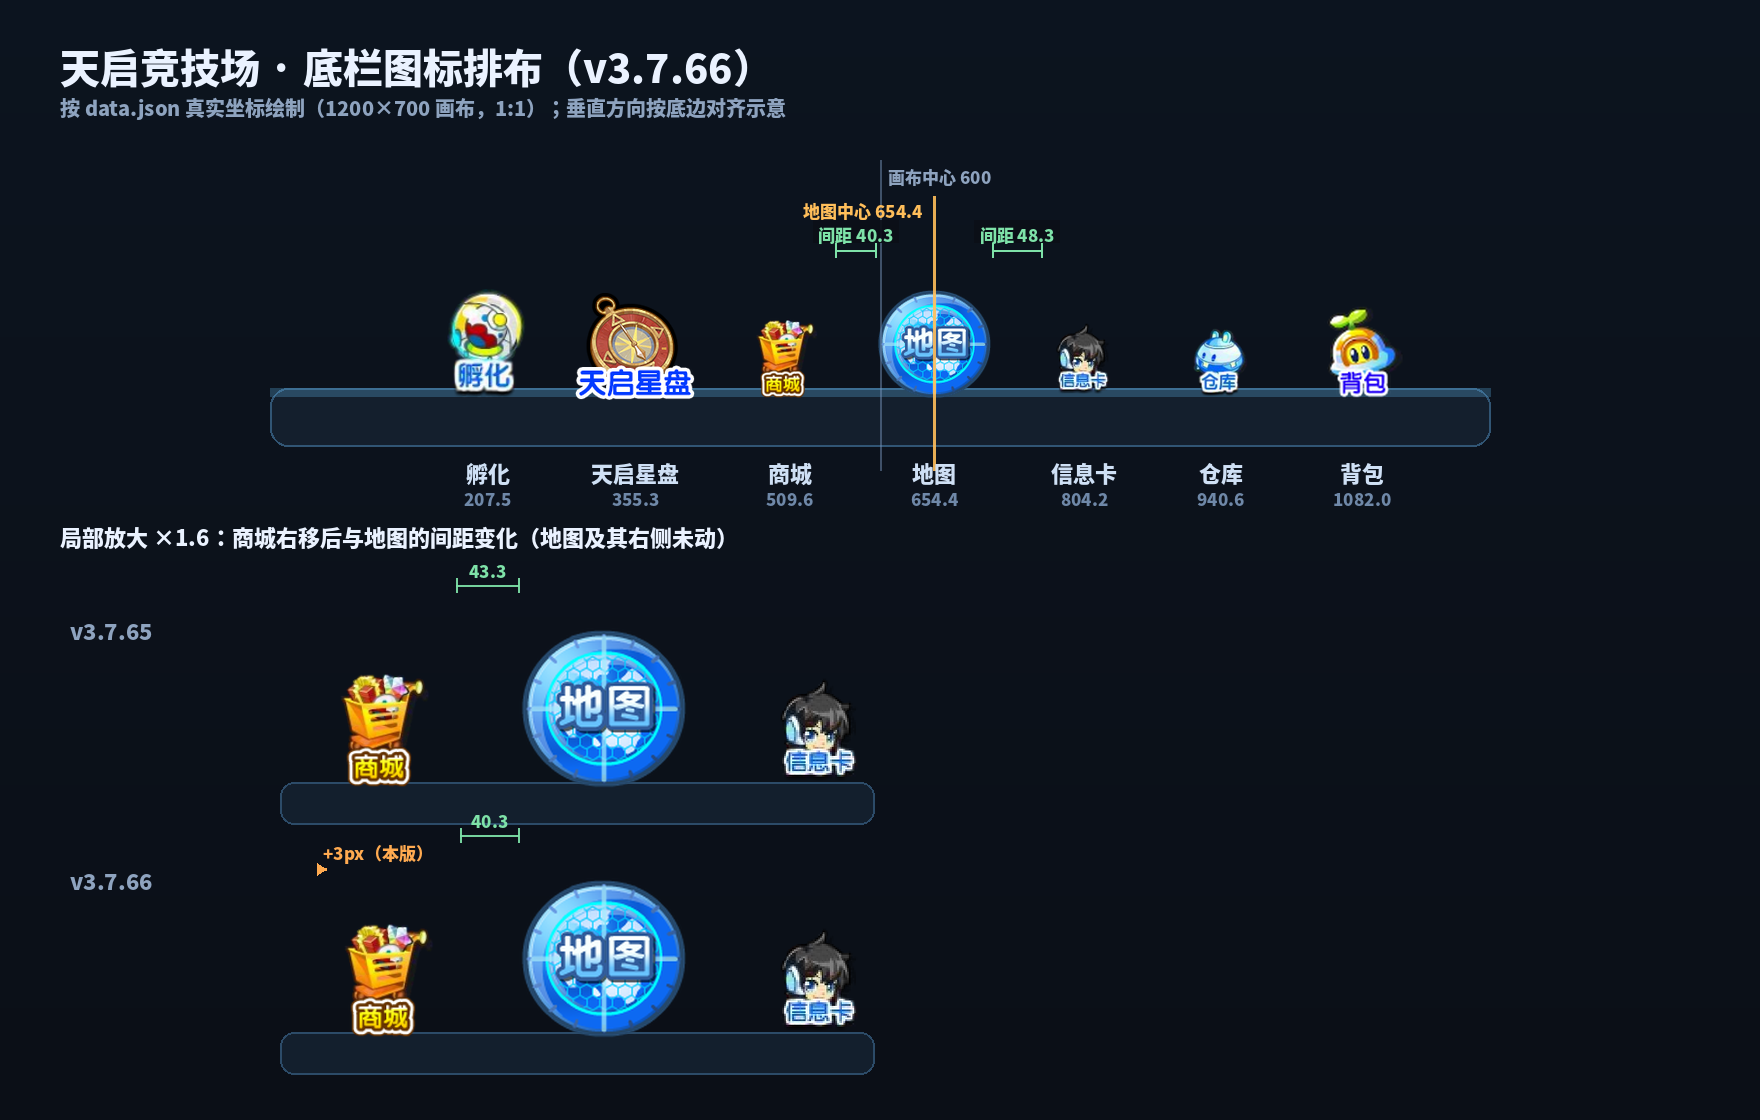 天启竞技场 · 底栏图标排布（v3.7.66）
按 data.json 真实坐标绘制（1200×700 画布，1:1）；垂直方向按底边对齐示意
画布中心 600
地图中心 654.4
间距 40.3
间距 48.3
孵化
天启星盘
商城
地图
信息卡
仓库
背包
孵化
天启星盘
商城
地图
信息卡
仓库
背包
207.5
355.3
509.6
654.4
804.2
940.6
1082.0
局部放大 ×1.6：商城右移后与地图的间距变化（地图及其右侧未动）
43.3
v3.7.65
地图
商城
信息卡
40.3
+3px（本版）
v3.7.66
地图
商城
信息卡